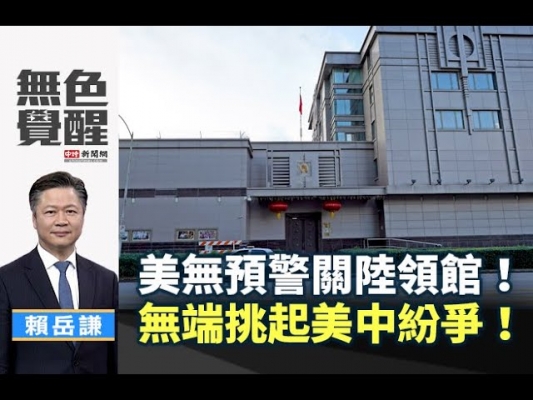 無色
覺醒
中時新聞網
賴岳謙
美無預警關陸領館！
無端挑起美中紛爭！